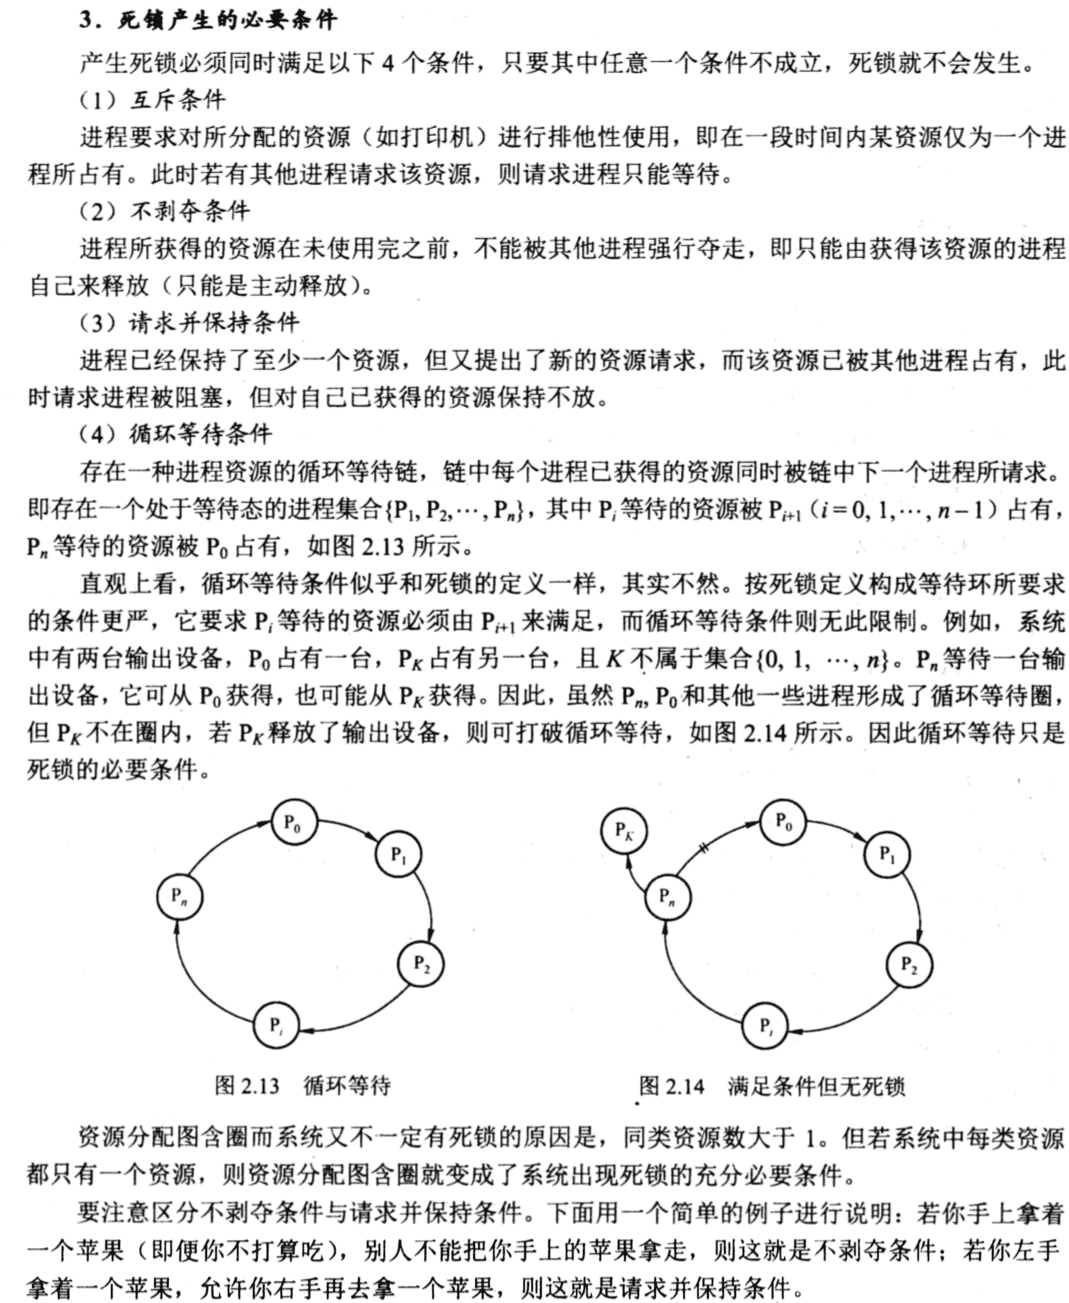 3．死锁产生的必要条件
产生死锁必须同时满足以下 4 个条件，只要其中任意一个条件不成立，死锁就不会发生。
（1）互斥条件
进程要求对所分配的资源（如打印机）进行排他性使用，即在一段时间内某资源仅为一个进
程所占有。此时若有其他进程请求该资源，则请求进程只能等待。
（2）不剥夺条件
进程所获得的资源在未使用完之前，不能被其他进程强行夺走，即只能由获得该资源的进程
自己来释放（只能是主动释放）。
（3）请求并保持条件
进程已经保持了至少一个资源，但又提出了新的资源请求，而该资源已被其他进程占有，此
时请求进程被阻塞，但对自己已获得的资源保持不放。
（4）循环等待条件
存在一种进程资源的循环等待链，链中每个进程已获得的资源同时被链中下一个进程所请求。
即存在一个处于等待态的进程集合{P₁, P₂,⋯, Pₙ}，其中 Pᵢ 等待的资源被 Pᵢ₊₁（i = 0, 1,⋯, n – 1）占有，
Pₙ 等待的资源被 P₀ 占有，如图 2.13 所示。
直观上看，循环等待条件似乎和死锁的定义一样，其实不然。按死锁定义构成等待环所要求
的条件更严，它要求 Pᵢ 等待的资源必须由 Pᵢ₊₁ 来满足，而循环等待条件则无此限制。例如，系统
中有两台输出设备，P₀ 占有一台，P_K 占有另一台，且 K 不属于集合{0, 1, ⋯, n}。Pₙ 等待一台输
出设备，它可从 P₀ 获得，也可能从 P_K 获得。因此，虽然 Pₙ, P₀ 和其他一些进程形成了循环等待圈，
但 P_K 不在圈内，若 P_K 释放了输出设备，则可打破循环等待，如图 2.14 所示。因此循环等待只是
死锁的必要条件。
P₀
P₁
P₂
Pᵢ
Pₙ
P_K
P₀
P₁
P₂
Pᵢ
Pₙ
图 2.13 循环等待
图 2.14 满足条件但无死锁
资源分配图含圈而系统又不一定有死锁的原因是，同类资源数大于 1。但若系统中每类资源
都只有一个资源，则资源分配图含圈就变成了系统出现死锁的充分必要条件。
要注意区分不剥夺条件与请求并保持条件。下面用一个简单的例子进行说明：若你手上拿着
一个苹果（即便你不打算吃），别人不能把你手上的苹果拿走，则这就是不剥夺条件；若你左手
拿着一个苹果，允许你右手再去拿一个苹果，则这就是请求并保持条件。